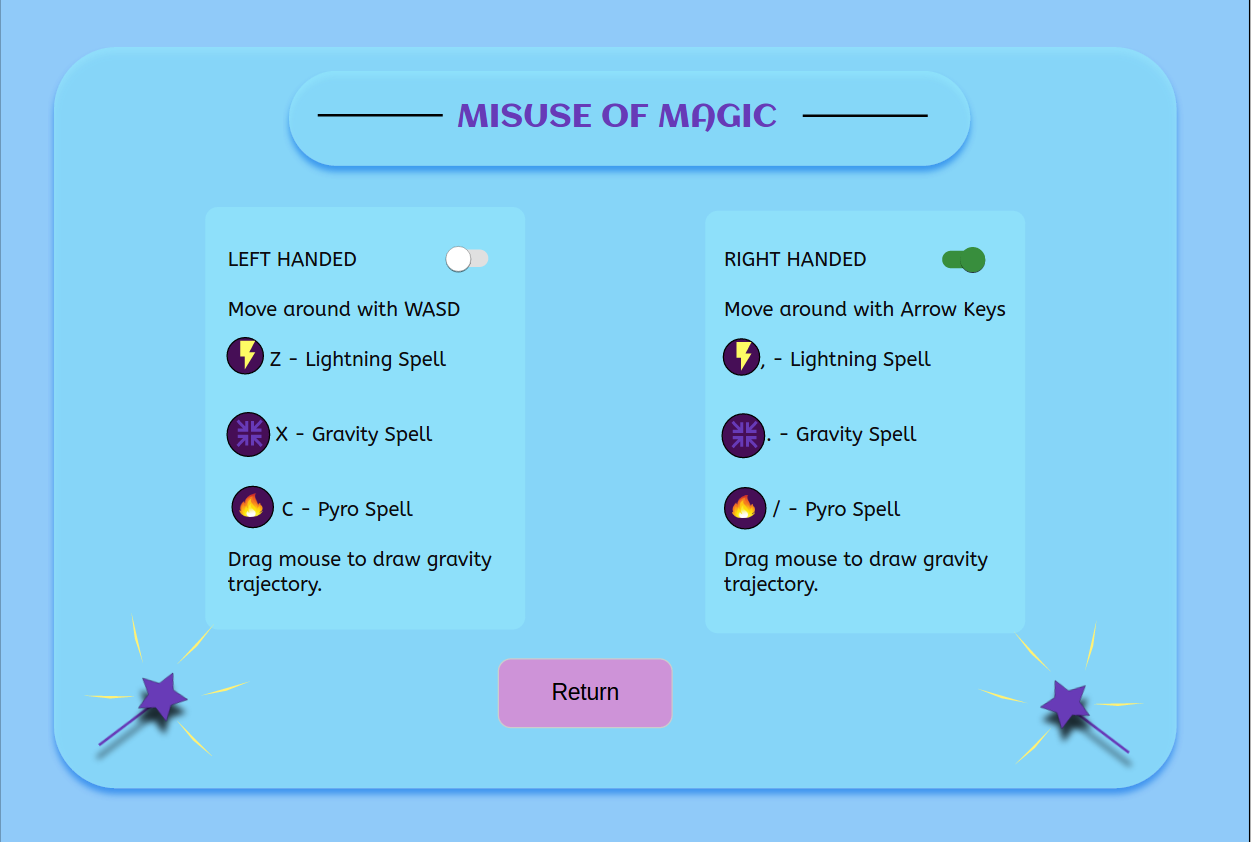 MISUSE OF MAGIC
LEFT HANDED
Move around with WASD
Z - Lightning Spell
X - Gravity Spell
C - Pyro Spell
Drag mouse to draw gravity
trajectory.
RIGHT HANDED
Move around with Arrow Keys
, - Lightning Spell
. - Gravity Spell
/ - Pyro Spell
Drag mouse to draw gravity
trajectory.
Return